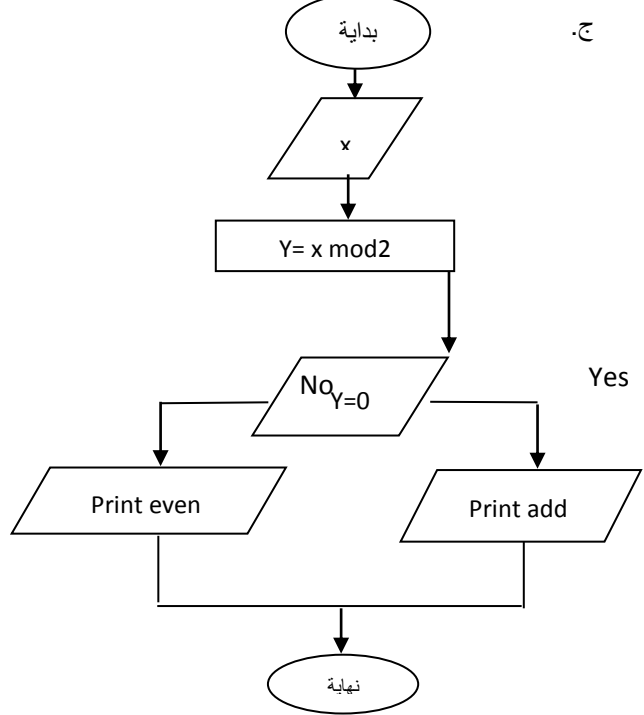 ج.
بداية
x
Y= x mod2
No
Y=0
Yes
Print even
Print add
نهاية